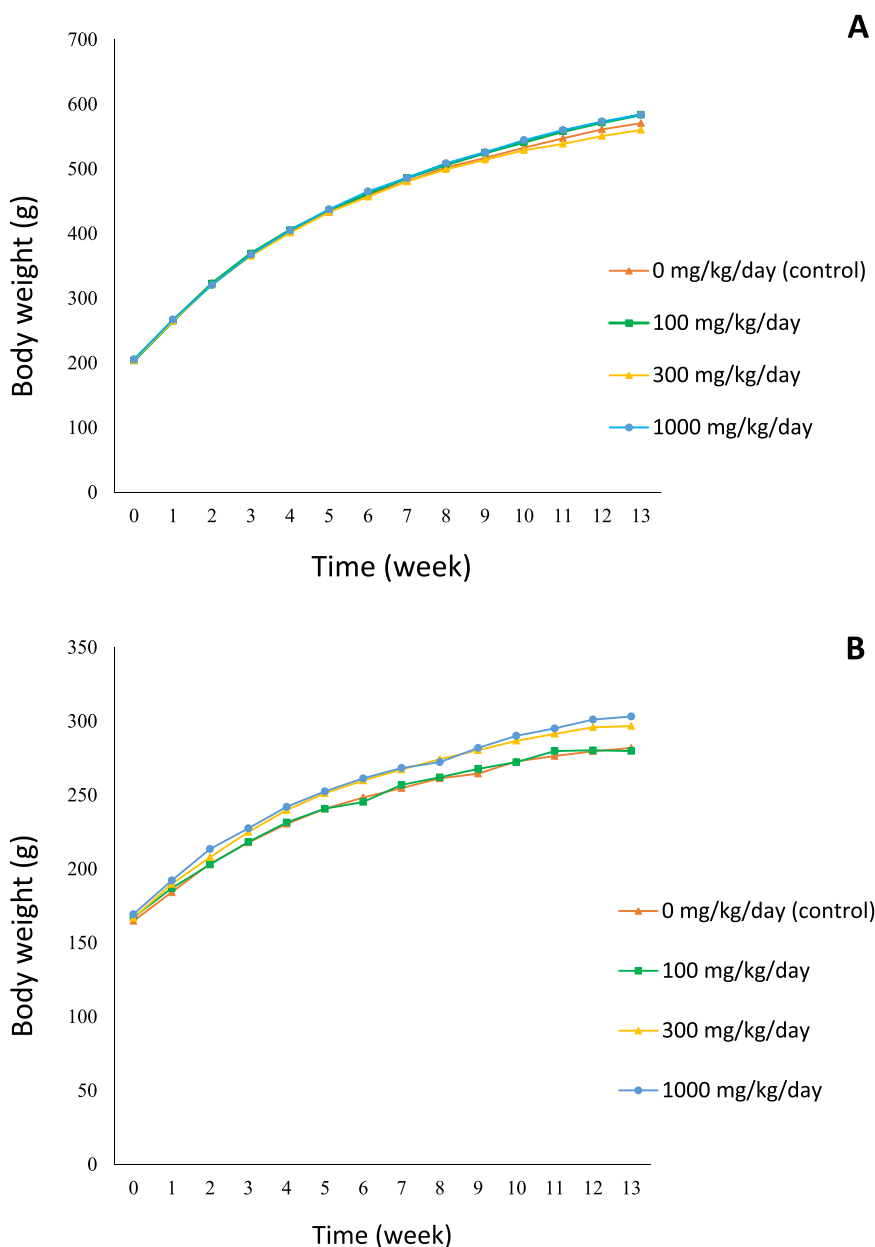 A
700
600
500
400
300
200
100
0
Body weight (g)
0 1 2 3 4 5 6 7 8 9 10 11 12 13
Time (week)
0 mg/kg/day (control)
100 mg/kg/day
300 mg/kg/day
1000 mg/kg/day
B
350
300
250
200
150
100
50
0
Body weight (g)
0 1 2 3 4 5 6 7 8 9 10 11 12 13
Time (week)
0 mg/kg/day (control)
100 mg/kg/day
300 mg/kg/day
1000 mg/kg/day